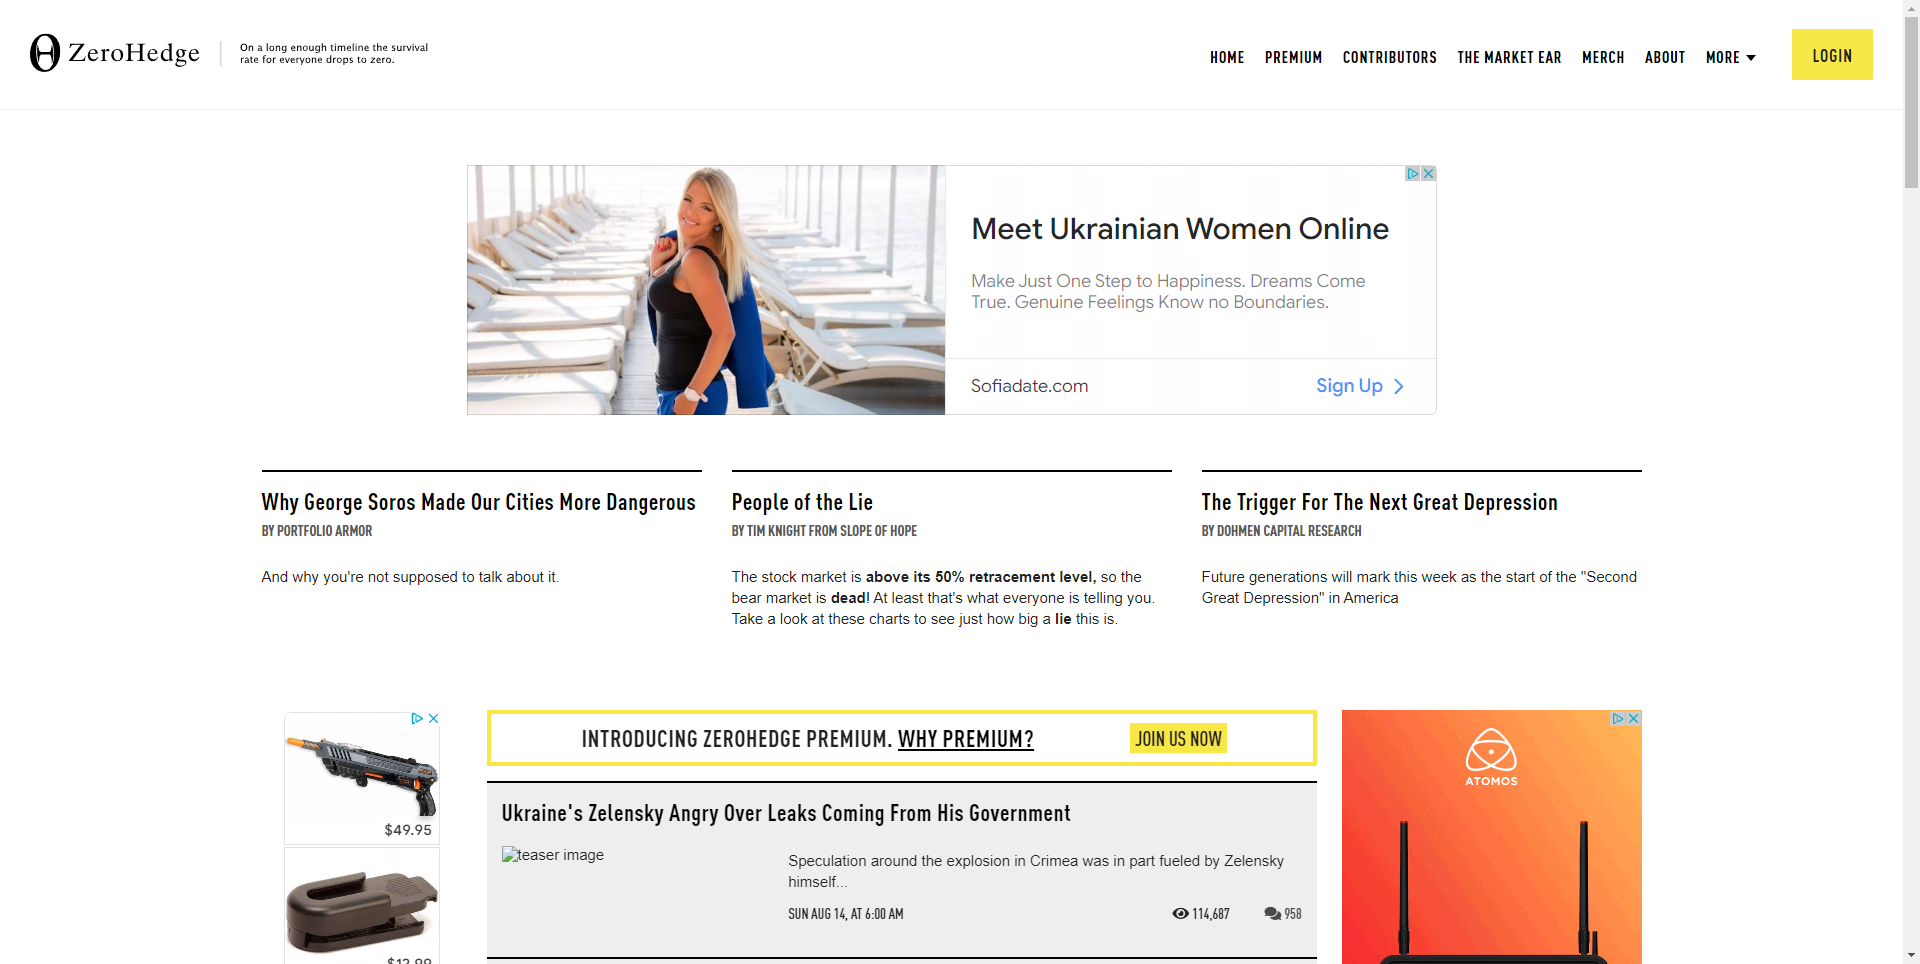 ZeroHedge
On a long enough timeline the survival
rate for everyone drops to zero.
HOME
PREMIUM
CONTRIBUTORS
THE MARKET EAR
MERCH
ABOUT
MORE
LOGIN
Meet Ukrainian Women Online
Make Just One Step to Happiness. Dreams Come
True. Genuine Feelings Know no Boundaries.
Sofiadate.com
Sign Up
Why George Soros Made Our Cities More Dangerous
BY PORTFOLIO ARMOR
And why you're not supposed to talk about it.
People of the Lie
BY TIM KNIGHT FROM SLOPE OF HOPE
The stock market is above its 50% retracement level, so the
bear market is dead! At least that's what everyone is telling you.
Take a look at these charts to see just how big a lie this is.
The Trigger For The Next Great Depression
BY DOHMEN CAPITAL RESEARCH
Future generations will mark this week as the start of the "Second
Great Depression" in America
$49.95
$12.99
INTRODUCING ZEROHEDGE PREMIUM. WHY PREMIUM?
JOIN US NOW
Ukraine's Zelensky Angry Over Leaks Coming From His Government
teaser image
Speculation around the explosion in Crimea was in part fueled by Zelensky
himself...
SUN AUG 14, AT 6:00 AM
114,687
958
ATOMOS